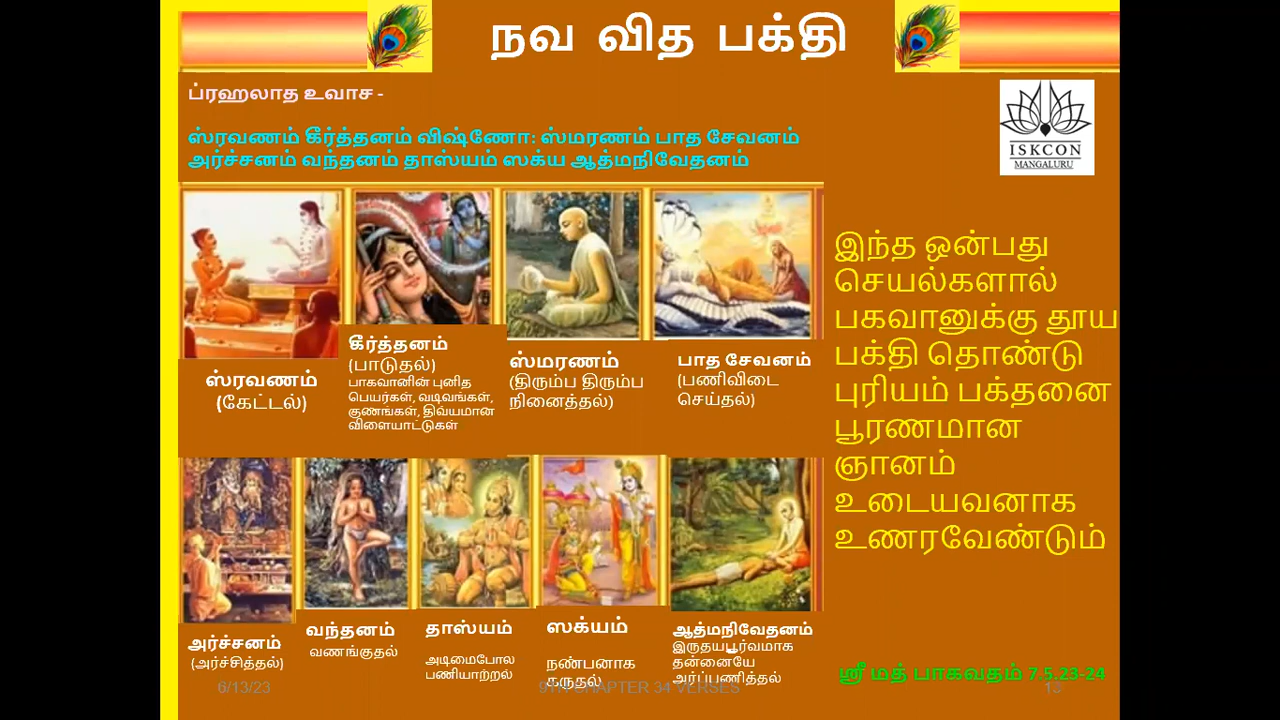 நவ வித பக்தி
ப்ரஹலாத உவாச -
ஸ்ரவணம் கீர்த்தனம் விஷ்ணோ: ஸ்மரணம் பாத சேவனம்
அர்ச்சனம் வந்தனம் தாஸ்யம் ஸக்ய ஆத்மநிவேதனம்
ISKCON
MANGALURU
ஸ்ரவணம்
(கேட்டல்)
கீர்த்தனம்
(பாடுதல்)
பாகவானின் புனித
பெயர்கள், வடிவங்கள்,
குணங்கள், திவ்யமான
விளையாட்டுகள்
ஸ்மரணம்
(திரும்ப திரும்ப
நினைத்தல்)
பாத சேவனம்
(பணிவிடை
செய்தல்)
இந்த ஒன்பது
செயல்களால்
பகவானுக்கு தூய
பக்தி தொண்டு
புரியம் பக்தனை
பூரணமான
ஞானம்
உடையவனாக
உணரவேண்டும்
அர்ச்சனம்
(அர்ச்சித்தல்)
வந்தனம்
வணங்குதல்
தாஸ்யம்
அடிமைபோல
பணியாற்றல்
ஸக்யம்
நண்பனாக
கருதல்
ஆத்மநிவேதனம்
இருதயபூர்வமாக
தன்னையே
அர்ப்பணித்தல்
ஸ்ரீ மத் பாகவதம் 7.5.23-24
6/13/23
9TH CHAPTER 34 VERSES